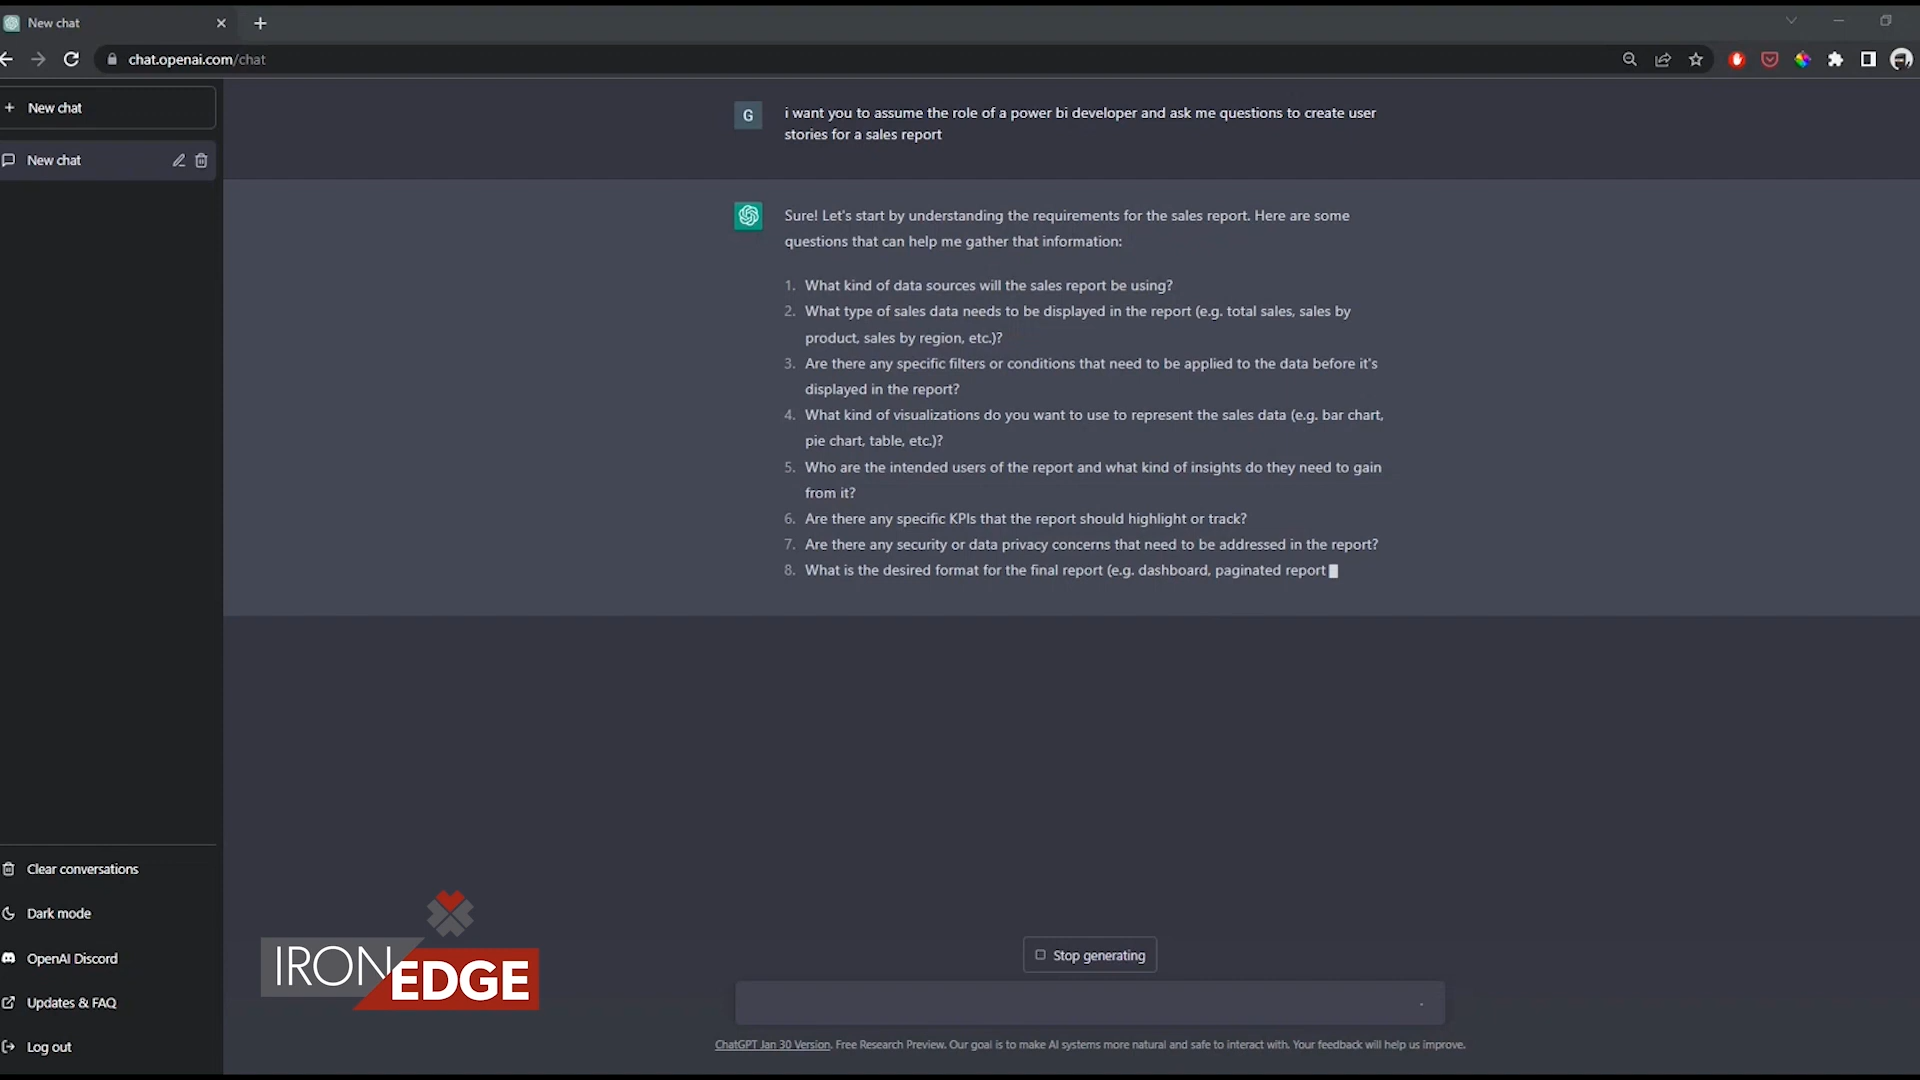 New chat
chat.openai.com/chat
New chat
New chat
G
i want you to assume the role of a power bi developer and ask me questions to create user
stories for a sales report
Sure! Let's start by understanding the requirements for the sales report. Here are some
questions that can help me gather that information:
1. What kind of data sources will the sales report be using?
2. What type of sales data needs to be displayed in the report (e.g. total sales, sales by
product, sales by region, etc.)?
3. Are there any specific filters or conditions that need to be applied to the data before it's
displayed in the report?
4. What kind of visualizations do you want to use to represent the sales data (e.g. bar chart,
pie chart, table, etc.)?
5. Who are the intended users of the report and what kind of insights do they need to gain
from it?
6. Are there any specific KPIs that the report should highlight or track?
7. Are there any security or data privacy concerns that need to be addressed in the report?
8. What is the desired format for the final report (e.g. dashboard, paginated report
Clear conversations
Dark mode
OpenAI Discord
Updates & FAQ
Log out
IRON
EDGE
Stop generating
ChatGPT Jan 30 Version. Free Research Preview. Our goal is to make AI systems more natural and safe to interact with. Your feedback will help us improve.